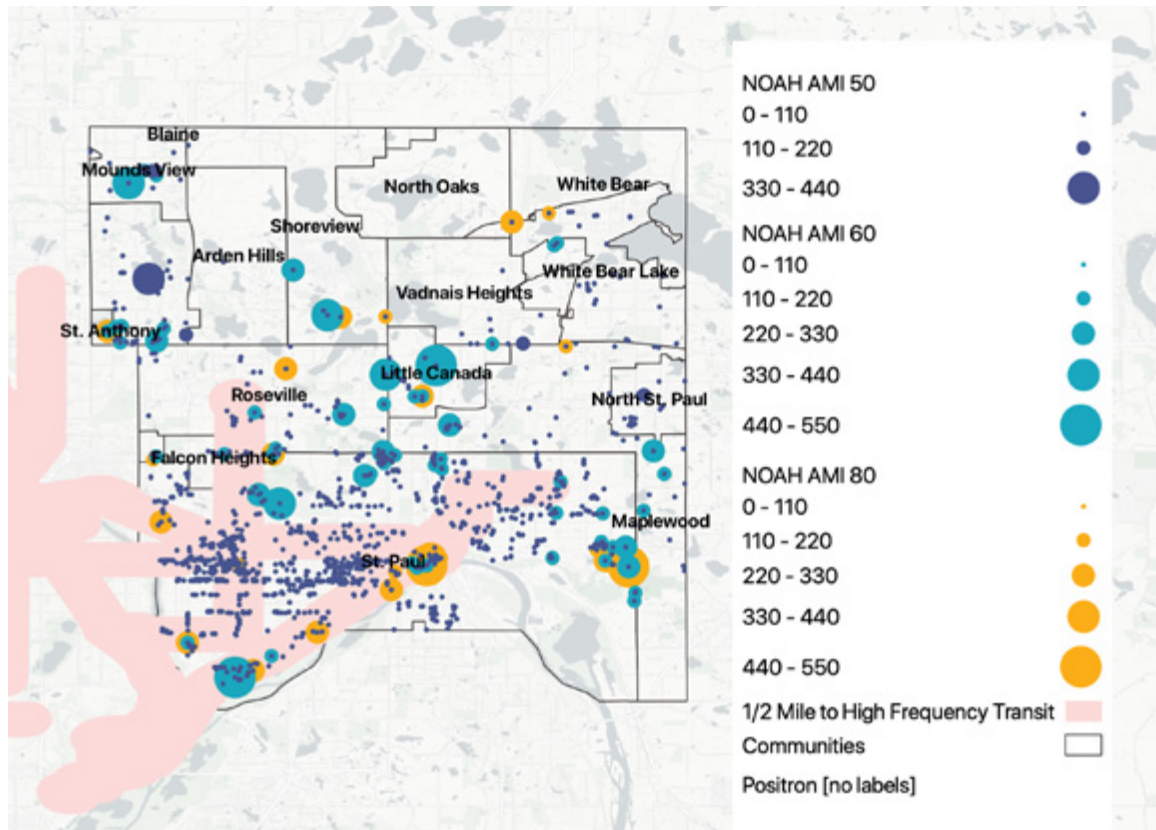 Blaine
Mounds View
North Oaks
White Bear
Shoreview
Arden Hills
White Bear Lake
Vadnais Heights
St. Anthony
Little Canada
Roseville
North St. Paul
Falcon Heights
Maplewood
St. Paul
NOAH AMI 50
0 - 110
110 - 220
330 - 440
NOAH AMI 60
0 - 110
110 - 220
220 - 330
330 - 440
440 - 550
NOAH AMI 80
0 - 110
110 - 220
220 - 330
330 - 440
440 - 550
1/2 Mile to High Frequency Transit
Communities
Positron [no labels]